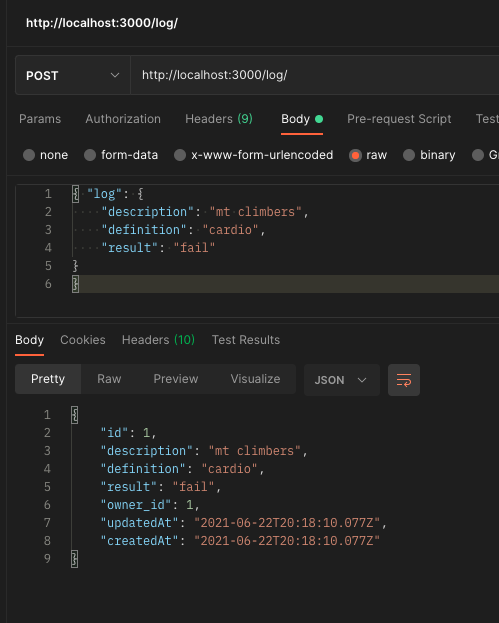 http://localhost:3000/log/
POST http://localhost:3000/log/
Params Authorization Headers (9) Body Pre-request Script Test
none form-data x-www-form-urlencoded raw binary G
1 { "log": {
2 "description": "mt climbers",
3 "definition": "cardio",
4 "result": "fail"
5 }
6 }
Body Cookies Headers (10) Test Results
Pretty Raw Preview Visualize JSON
1 {
2 "id": 1,
3 "description": "mt climbers",
4 "definition": "cardio",
5 "result": "fail",
6 "owner_id": 1,
7 "updatedAt": "2021-06-22T20:18:10.077Z",
8 "createdAt": "2021-06-22T20:18:10.077Z"
9 }